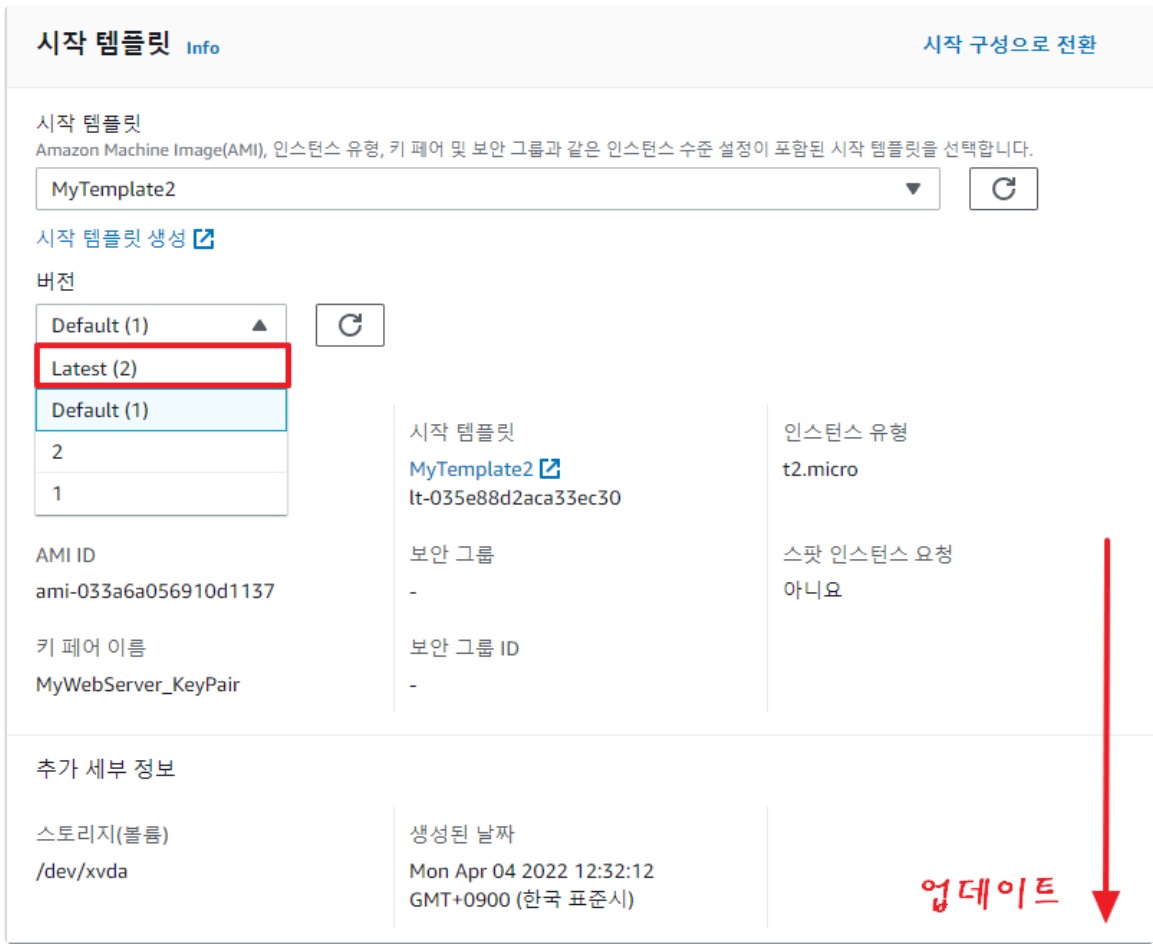 시작 템플릿 Info
시작 구성으로 전환
시작 템플릿
Amazon Machine Image(AMI), 인스턴스 유형, 키 페어 및 보안 그룹과 같은 인스턴스 수준 설정이 포함된 시작 템플릿을 선택합니다.
MyTemplate2
시작 템플릿 생성
버전
Default (1)
Latest (2)
Default (1)
2
1
시작 템플릿
MyTemplate2
lt-035e88d2aca33ec30
인스턴스 유형
t2.micro
AMI ID
ami-033a6a056910d1137
보안 그룹
-
스팟 인스턴스 요청
아니요
키 페어 이름
MyWebServer_KeyPair
보안 그룹 ID
-
추가 세부 정보
스토리지(볼륨)
/dev/xvda
생성된 날짜
Mon Apr 04 2022 12:32:12
GMT+0900 (한국 표준시)
업데이트